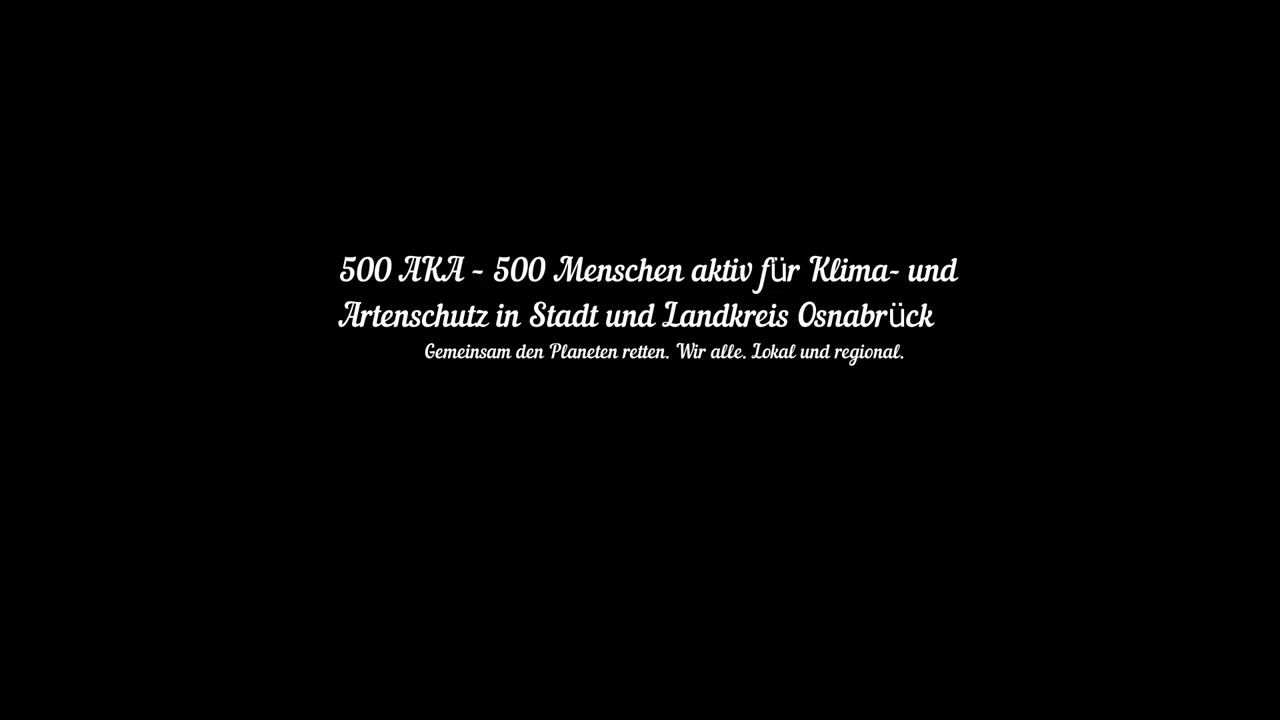 500 AKA - 500 Menschen aktiv für Klima- und
Artenschutz in Stadt und Landkreis Osnabrück
Gemeinsam den Planeten retten. Wir alle. Lokal und regional.